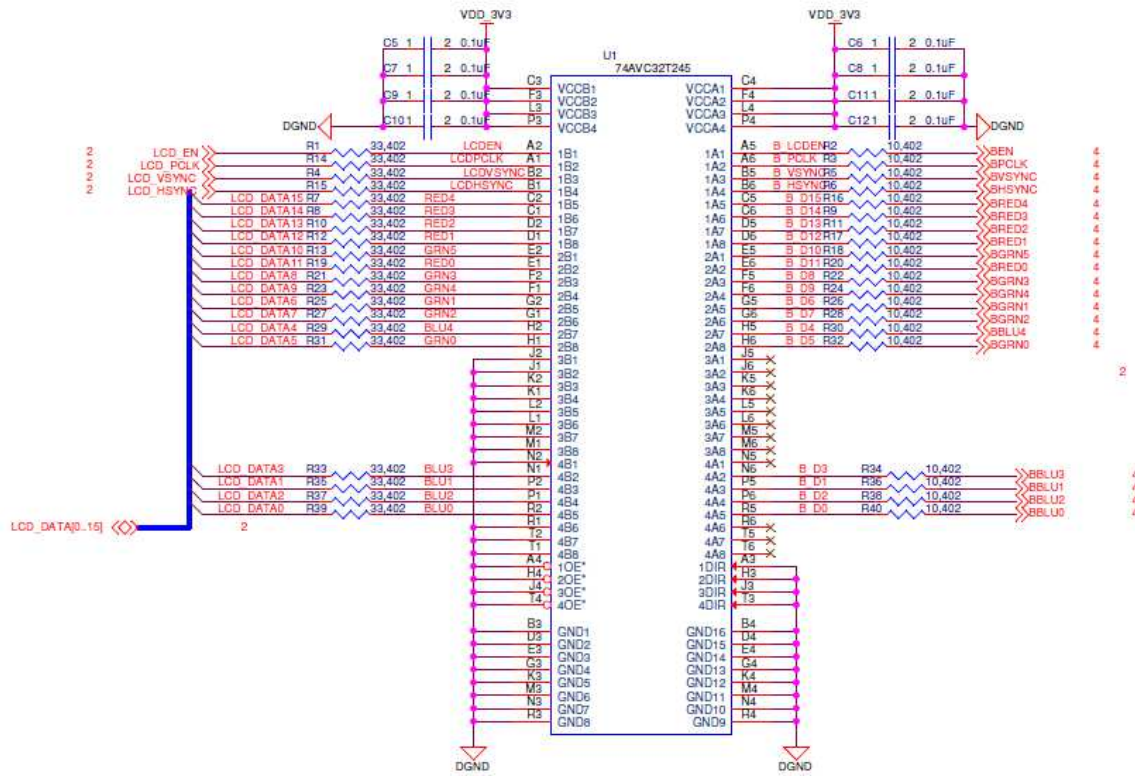 VDD_3V3 VDD_3V3
C5 1 2 0.1uF U1 C6 1 2 0.1uF
74AVC32T245
C7 1 2 0.1uF C8 1 2 0.1uF
C3 VCCB1 VCCA1 C4
C9 1 2 0.1uF F3 VCCB2 VCCA2 F4 C11 1 2 0.1uF
L3 VCCB3 VCCA3 L4
DGND C10 1 2 0.1uF P3 VCCB4 VCCA4 P4 C12 1 2 0.1uF DGND
2 LCD_EN R1 33,402 LCDEN A2 1B1 1A1 A5 B_LCDEN R2 10,402 BEN 4
2 LCD_PCLK R14 33,402 LCDPCLK A1 1B2 1A2 A6 B_PCLK R3 10,402 BPCLK 4
2 LCD_VSYNC R4 33,402 LCDVSYNC B2 1B3 1A3 B5 B_VSYNC R5 10,402 BVSYNC 4
2 LCD_HSYNC R15 33,402 LCDHSYNC B1 1B4 1A4 B6 B_HSYNC R6 10,402 BHSYNC 4
LCD_DATA15 R7 33,402 RED4 C2 1B5 1A5 C5 B_D15 R16 10,402 BRED4 4
LCD_DATA14 R8 33,402 RED3 C1 1B6 1A6 C6 B_D14 R9 10,402 BRED3 4
LCD_DATA13 R10 33,402 RED2 D2 1B7 1A7 D5 B_D13 R11 10,402 BRED2 4
LCD_DATA12 R12 33,402 RED1 D1 1B8 1A8 D6 B_D12 R17 10,402 BRED1 4
LCD_DATA10 R13 33,402 GRN5 E2 2B1 2A1 E5 B_D10 R18 10,402 BGRN5 4
LCD_DATA11 R19 33,402 RED0 E1 2B2 2A2 E6 B_D11 R20 10,402 BRED0 4
LCD_DATA8 R21 33,402 GRN3 F2 2B3 2A3 F5 B_D8 R22 10,402 BGRN3 4
LCD_DATA9 R23 33,402 GRN4 F1 2B4 2A4 F6 B_D9 R24 10,402 BGRN4 4
LCD_DATA6 R25 33,402 GRN1 G2 2B5 2A5 G5 B_D6 R26 10,402 BGRN1 4
LCD_DATA7 R27 33,402 GRN2 G1 2B6 2A6 G6 B_D7 R28 10,402 BGRN2 4
LCD_DATA4 R29 33,402 BLU4 H2 2B7 2A7 H5 B_D4 R30 10,402 BBLU4 4
LCD_DATA5 R31 33,402 GRN0 H1 2B8 2A8 H6 B_D5 R32 10,402 BGRN0 4
J2 3B1 3A1 J5
J1 3B2 3A2 J6 2
K2 3B3 3A3 K5
K1 3B4 3A4 K6
L2 3B5 3A5 L5
L1 3B6 3A6 L6
M2 3B7 3A7 M5
M1 3B8 3A8 M6
N2 4B1 4A1 N5
LCD_DATA3 R33 33,402 BLU3 N1 4B2 4A2 N6 B_D3 R34 10,402 BBLU3 4
LCD_DATA1 R35 33,402 BLU1 P2 4B3 4A3 P5 B_D1 R36 10,402 BBLU1 4
LCD_DATA2 R37 33,402 BLU2 P1 4B4 4A4 P6 B_D2 R38 10,402 BBLU2 4
LCD_DATA0 R39 33,402 BLU0 R2 4B5 4A5 R5 B_D0 R40 10,402 BBLU0 4
LCD_DATA[0..15] 2 R1 4B6 4A6 R6
T2 4B7 4A7 T5
T1 4B8 4A8 T6
A4 1OE* 1DIR A3
H4 2OE* 2DIR H3
J4 3OE* 3DIR J3
T4 4OE* 4DIR T3
B3 GND1 GND16 B4
D3 GND2 GND15 D4
E3 GND3 GND14 E4
G3 GND4 GND13 G4
K3 GND5 GND12 K4
M3 GND6 GND11 M4
N3 GND7 GND10 N4
R3 GND8 GND9 R4
DGND DGND